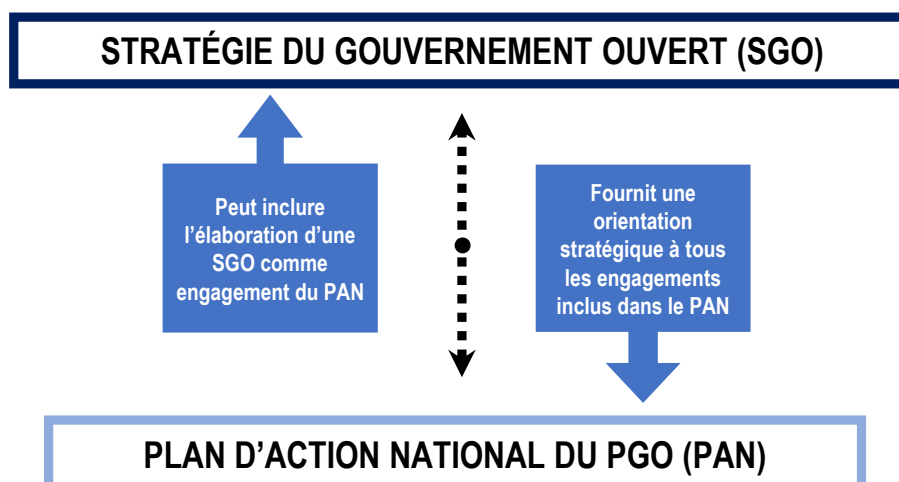 STRATÉGIE DU GOUVERNEMENT OUVERT (SGO)
Peut inclure
l’élaboration d’une
SGO comme
engagement du PAN
Fournit une
orientation
stratégique à tous
les engagements
inclus dans le PAN
PLAN D’ACTION NATIONAL DU PGO (PAN)